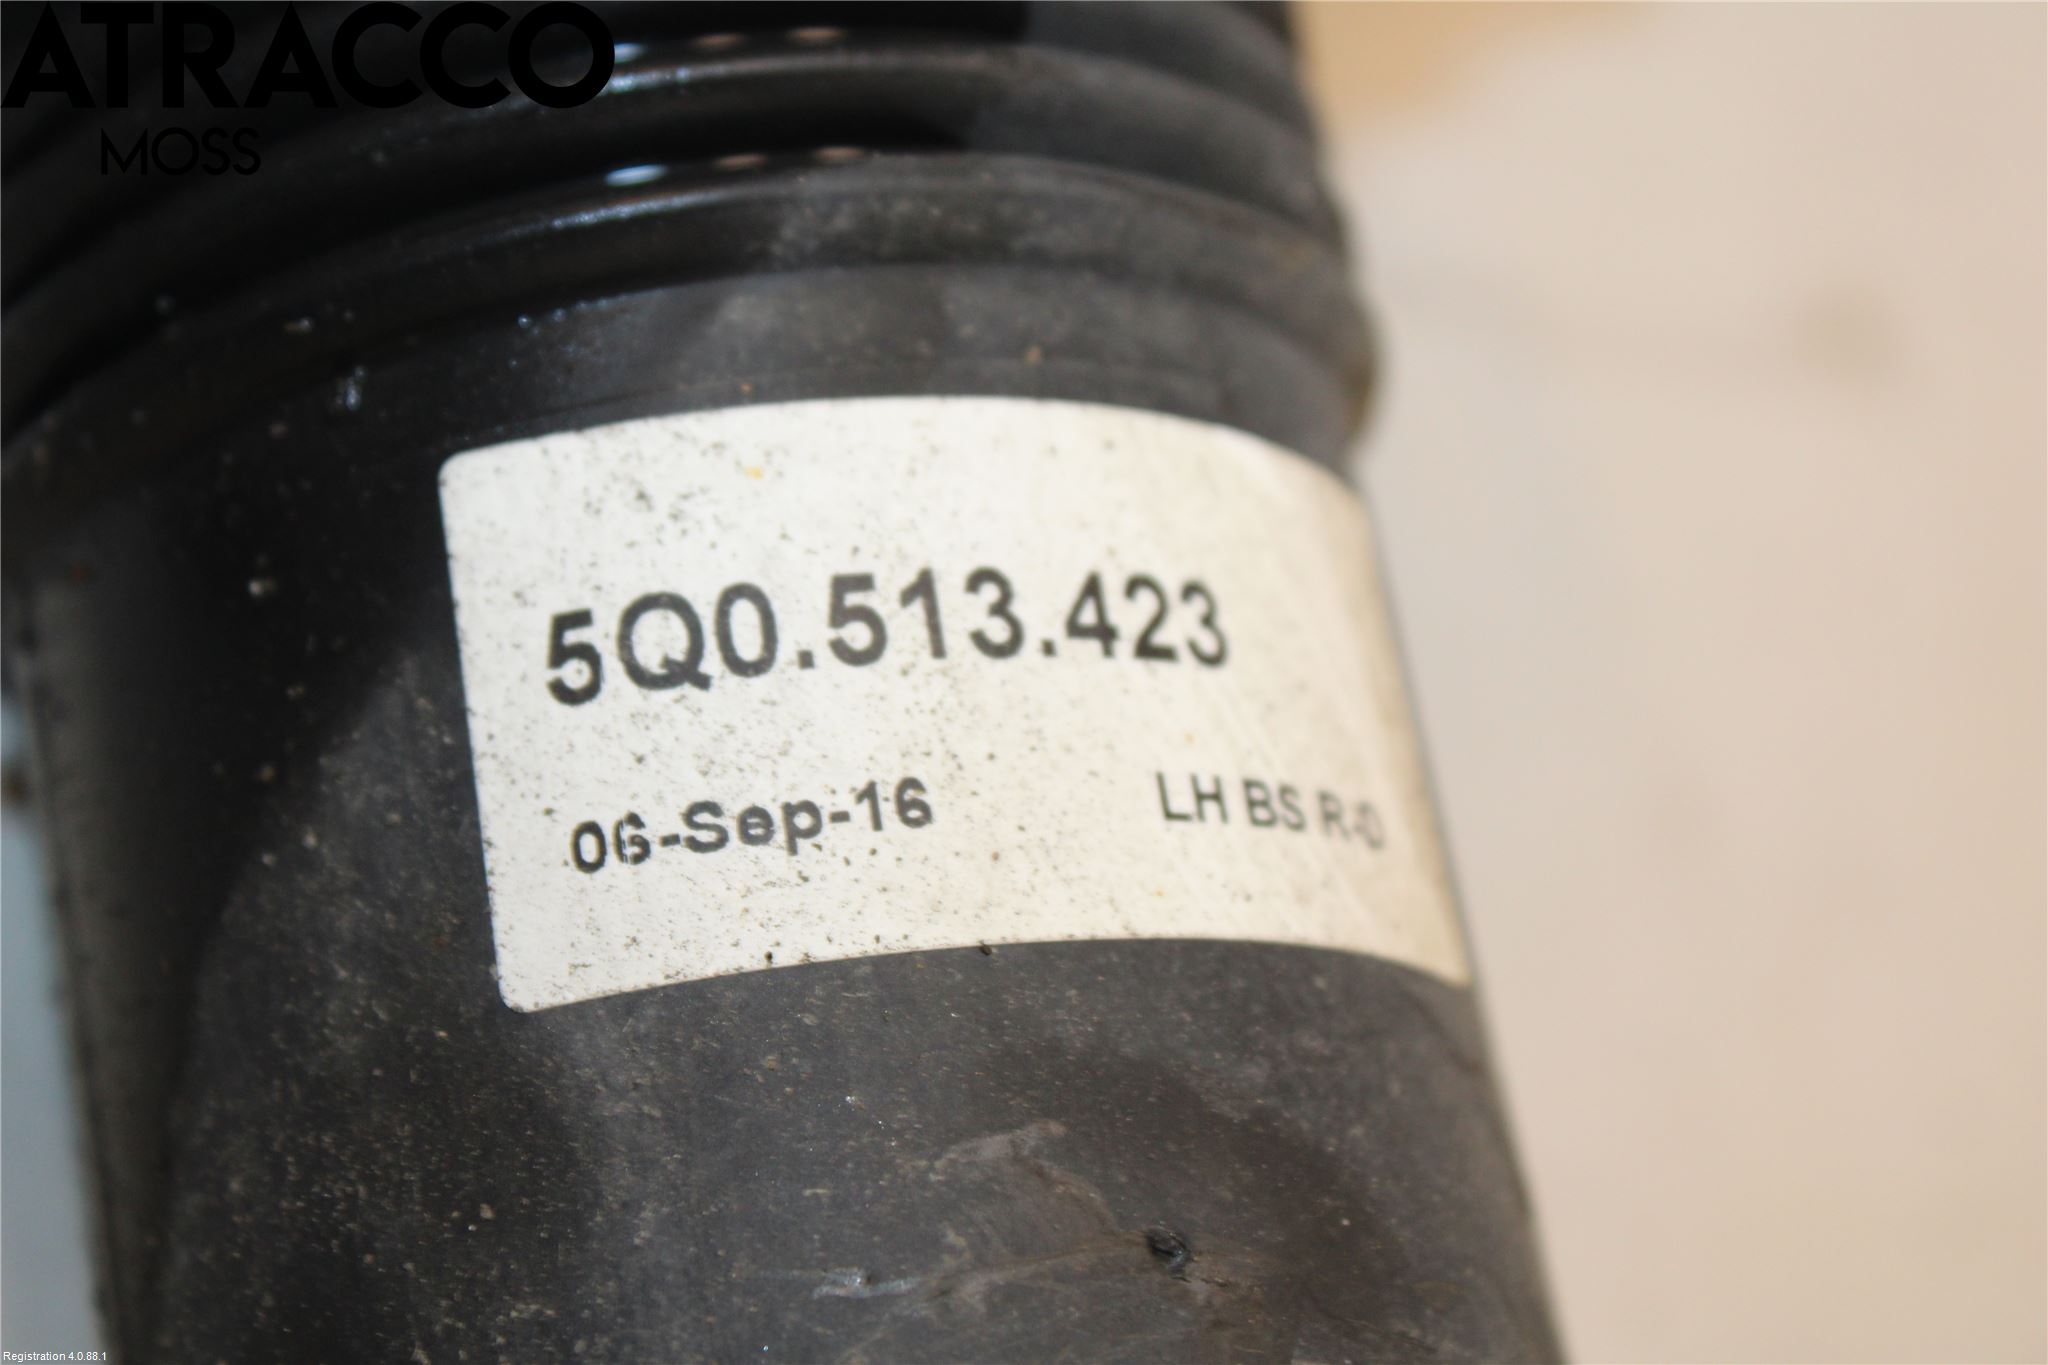 ATRACCO
MOSS
5Q0.513.423
06-Sep-16
LH BS R-D
Registration 4.0.88.1